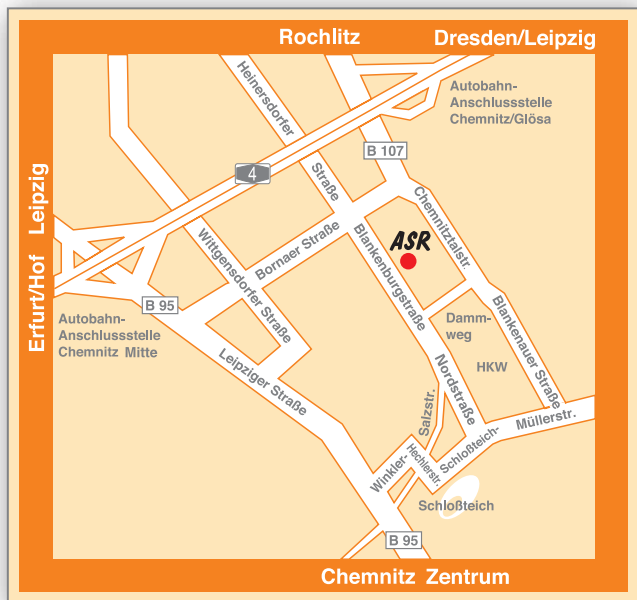 Rochlitz
Dresden/Leipzig
Heinersdorfer
Straße
Autobahn-
Anschlussstelle
Chemnitz/Glösa
B 107
4
Leipzig
Erfurt/Hof
Chemnitztalstr.
ASR
Wittgensdorfer Straße
Bornaer Straße
Blankenburgstraße
B 95
Autobahn-
Anschlussstelle
Chemnitz Mitte
Damm-
weg
Blankenauer Straße
HKW
Leipziger Straße
Nordstraße
Salzstr.
Müllerstr.
Schloßteich-
Winkler-
Hechlerstr.
Schloßteich
B 95
Chemnitz Zentrum